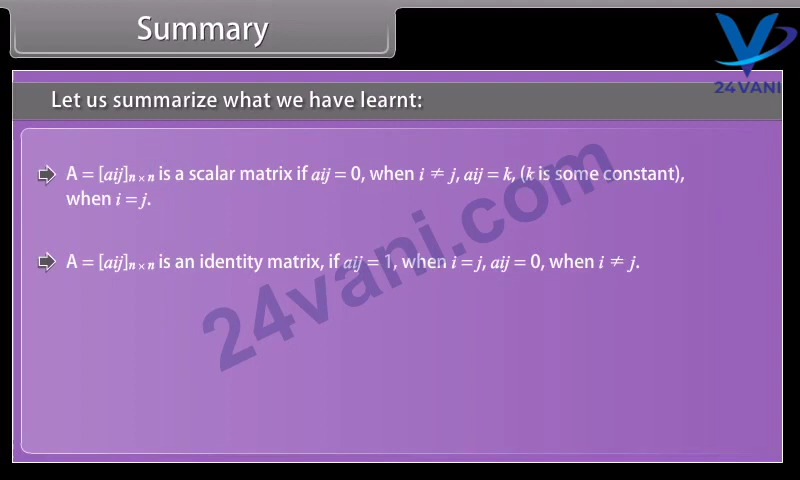 Summary
24VANI
Let us summarize what we have learnt:
A = [aij]n × n is a scalar matrix if aij = 0, when i ≠ j, aij = k, (k is some constant),
when i = j.
A = [aij]n × n is an identity matrix, if aij = 1, when i = j, aij = 0, when i ≠ j.
24vani.com